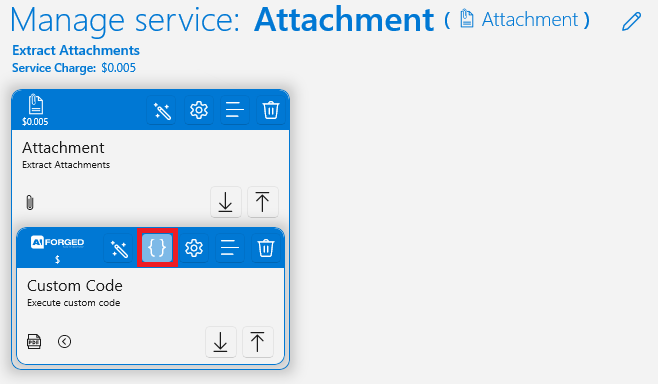 Manage service: Attachment ( Attachment )
Extract Attachments
Service Charge: $0.005
$0.005
Attachment
Extract Attachments
AI FORGED
{ }
$
Custom Code
Execute custom code
PDF